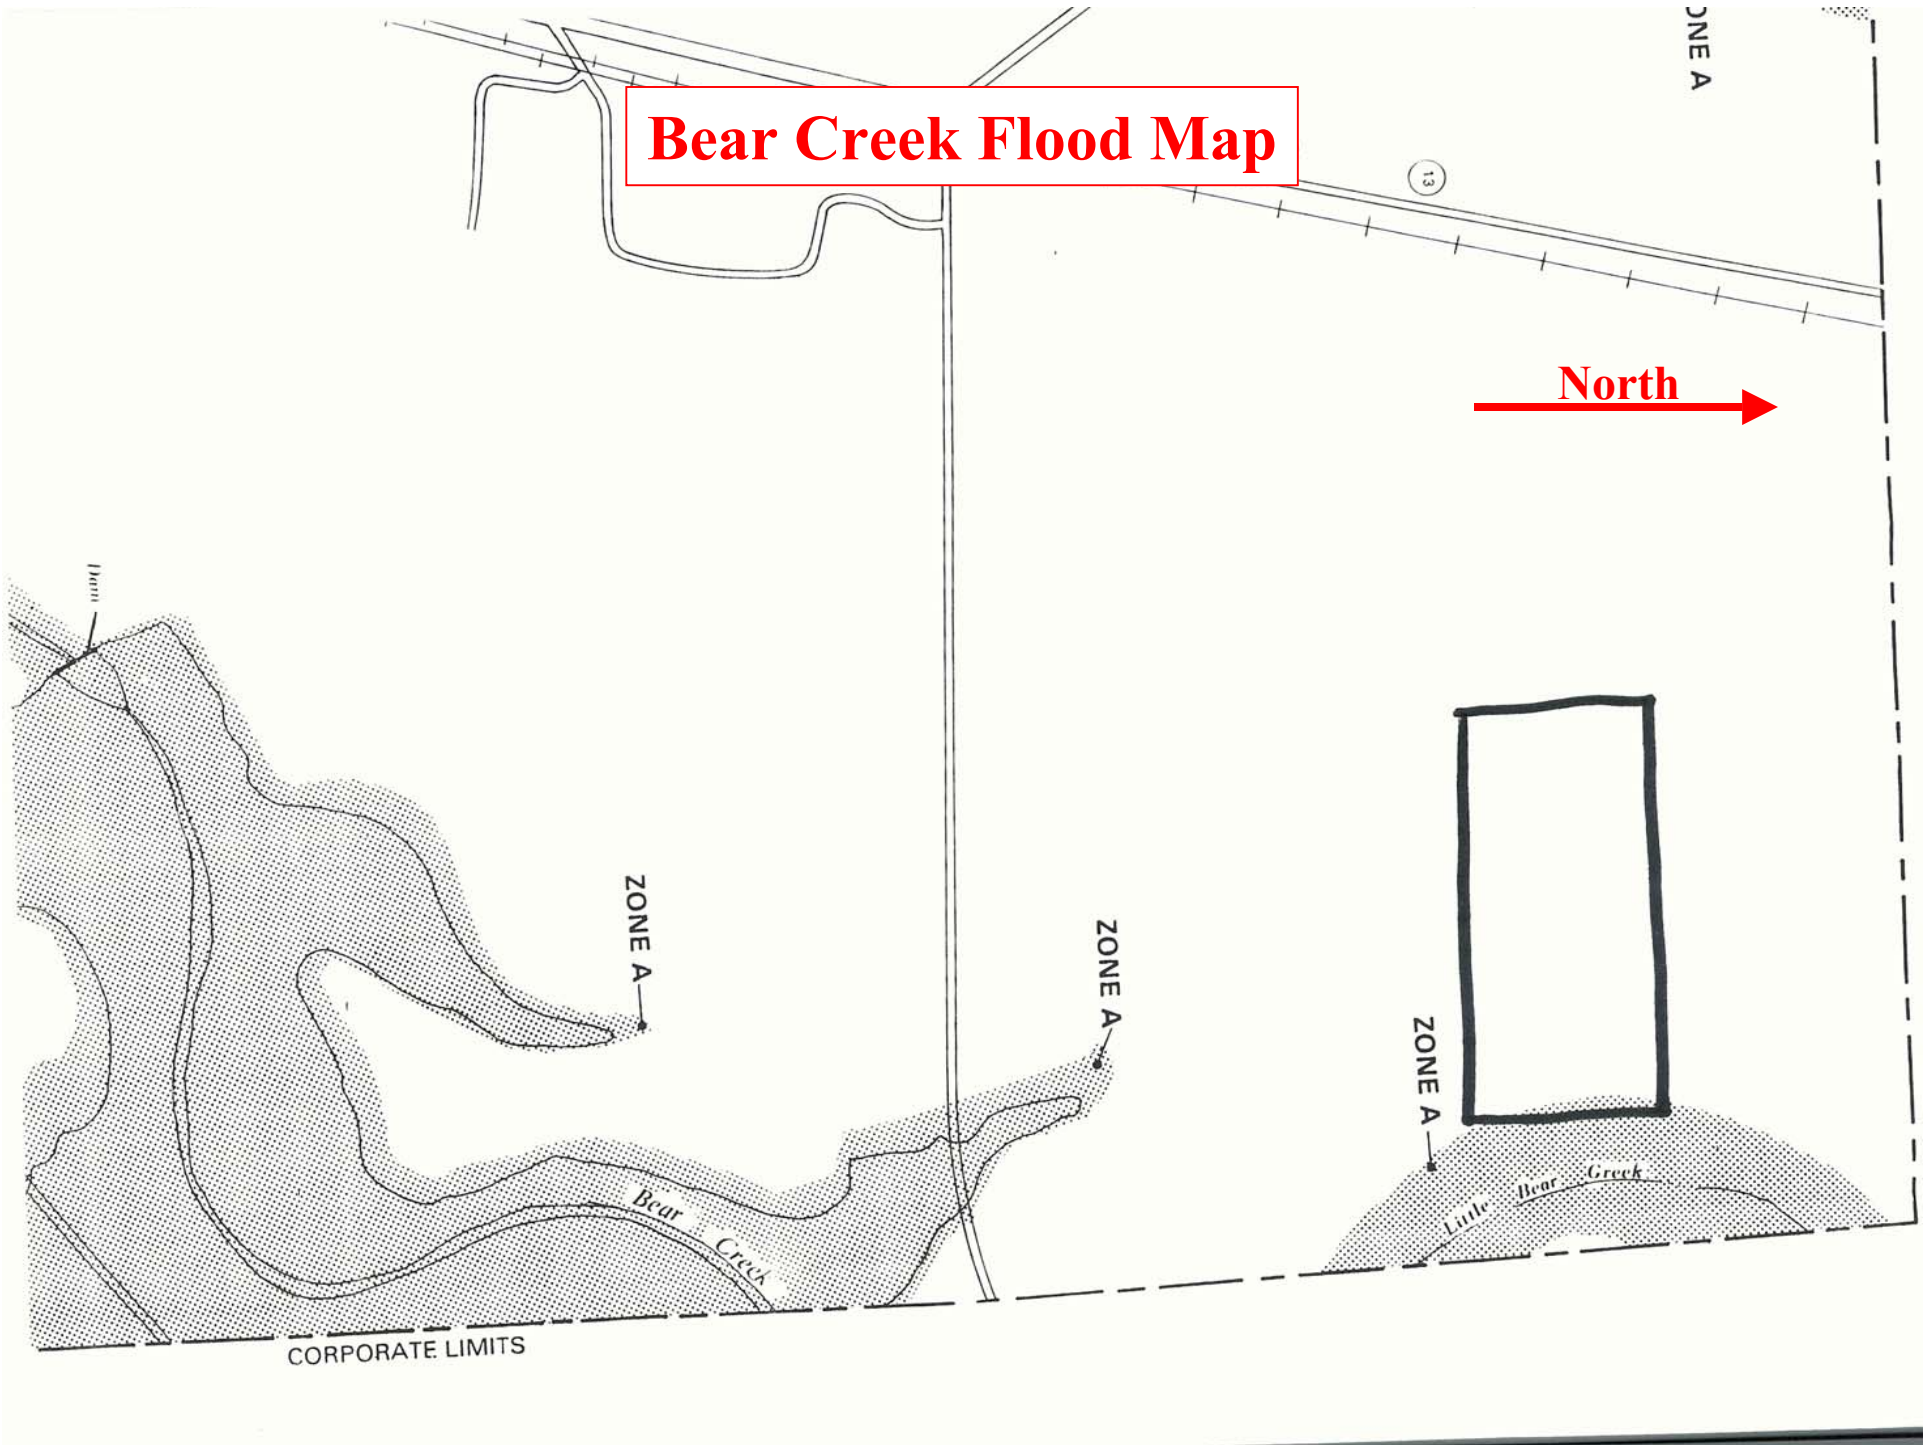 ONE A
Bear Creek Flood Map
13
North
Dam
ZONE A
ZONE A
ZONE A
Little Bear Creek
Bear Creek
CORPORATE LIMITS